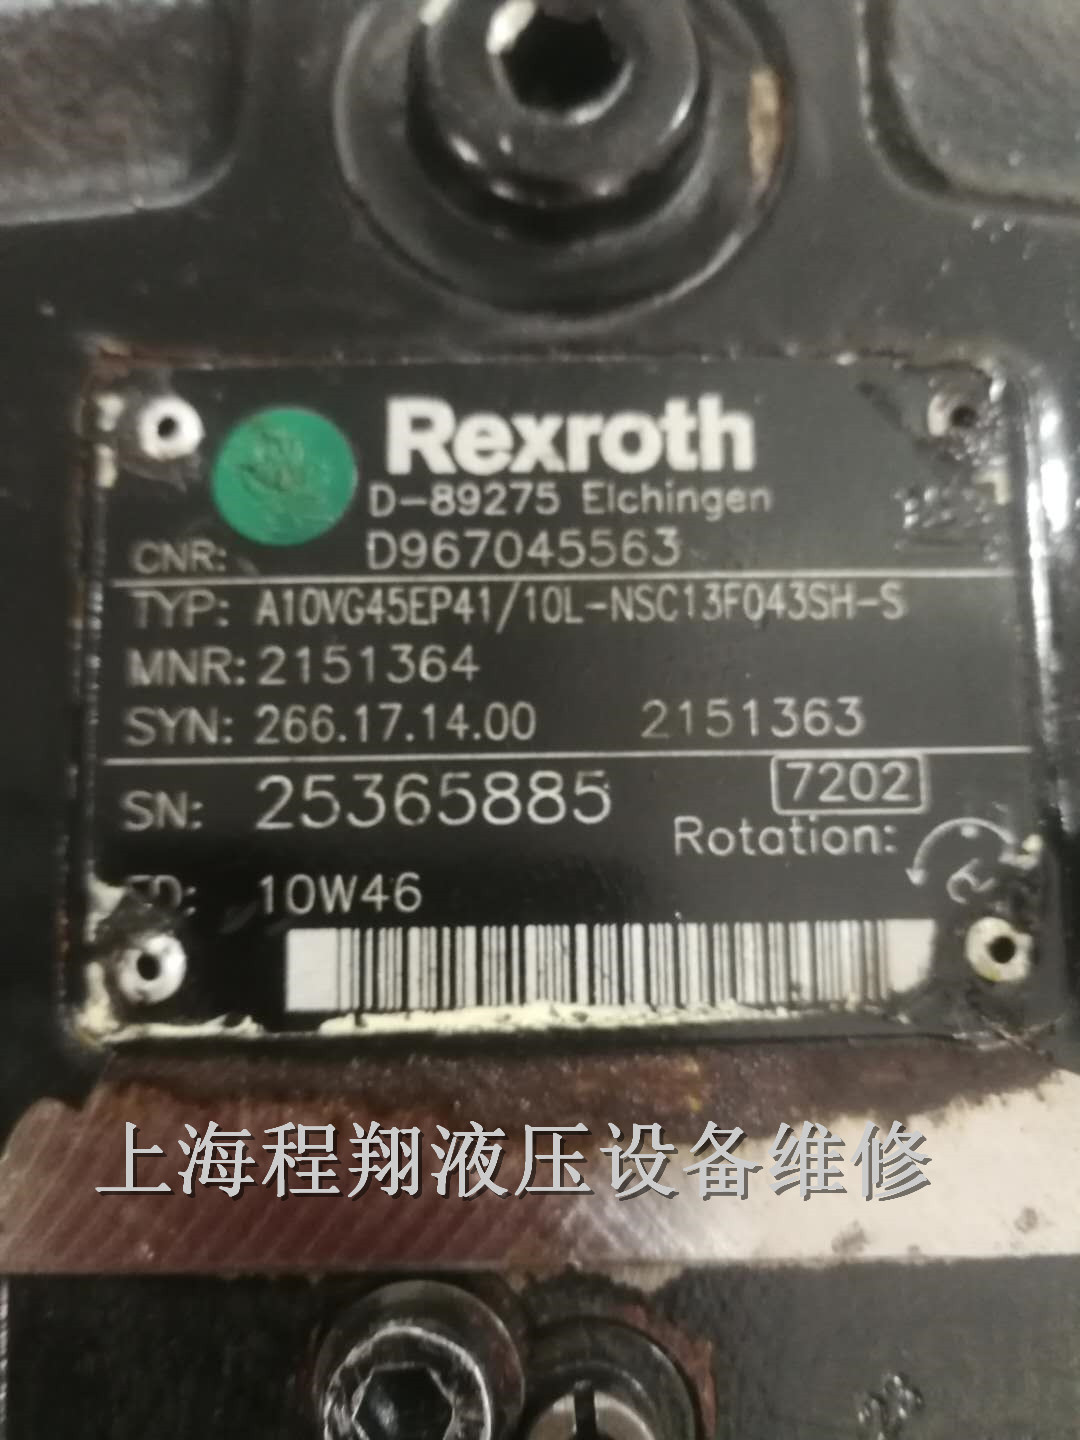 Rexroth
D-89275 Elchingen
CNR: D967045563
TYP: A10VG45EP41/10L-NSC13F043SH-S
MNR: 2151364
SYN: 266.17.14.00 2151363
SN: 25365885 7202
Rotation:
FD: 10W46
上海程翔液压设备维修